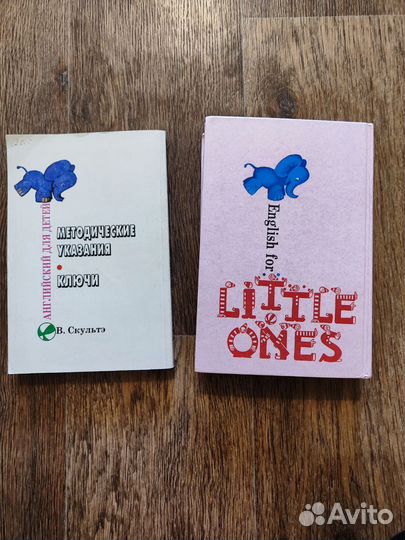 АНГЛИЙСКИЙ ДЛЯ ДЕТЕЙ
МЕТОДИЧЕСКИЕ
УКАЗАНИЯ
КЛЮЧИ
В. Скультэ
English for
LITTLE
ONES
Avito